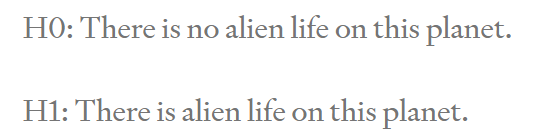 H0: There is no alien life on this planet.
H1: There is alien life on this planet.